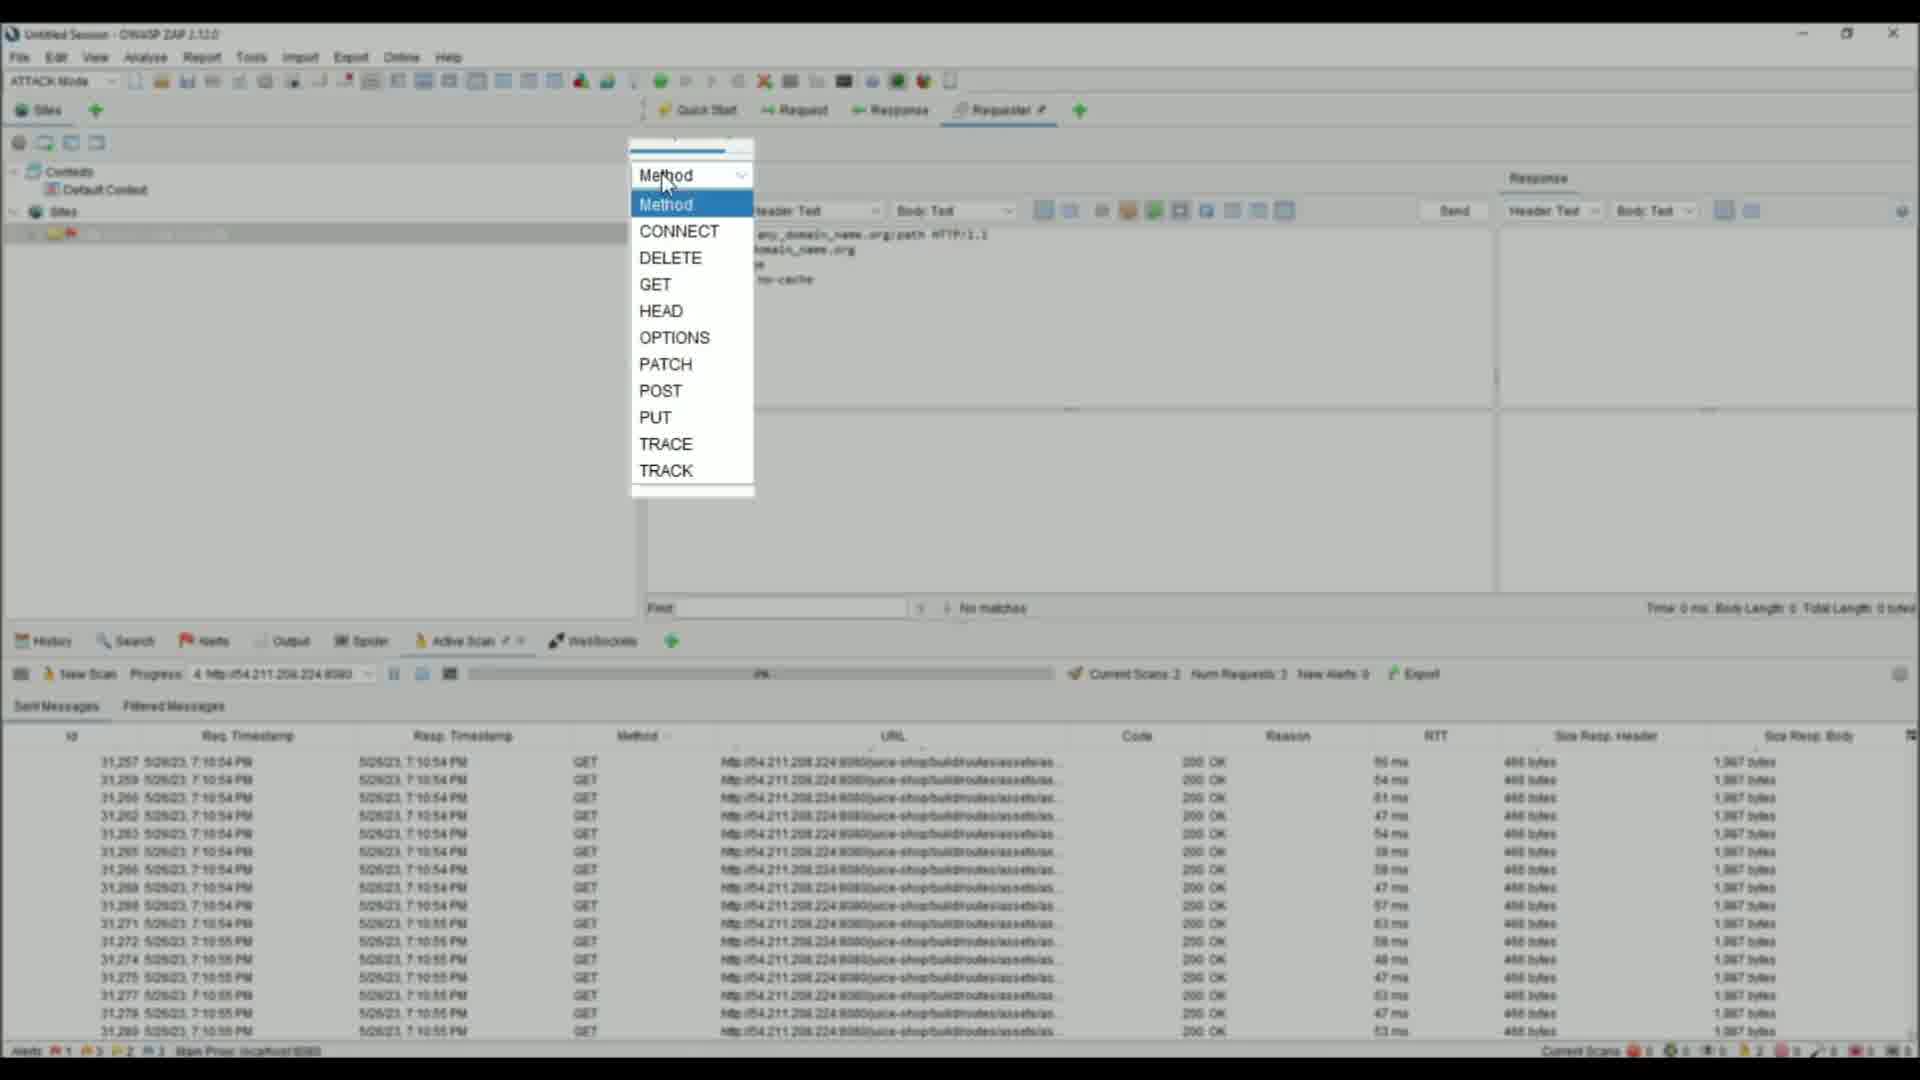 Untitled Session - OWASP ZAP 2.12.0
File Edit View Analyse Report Tools Import Export Online Help
ATTACK Mode
Sites
Quick Start Request Response Requester
Contexts
Default Context
Sites
Method
Method
CONNECT
DELETE
GET
HEAD
OPTIONS
PATCH
POST
PUT
TRACE
TRACK
Header: Text Body: Text Send
any_domain_name.org/path HTTP/1.1
omain_name.org
no-cache
Response
Header: Text Body: Text
Find: No matches
Time: 0 ms Body Length: 0 Total Length: 0 bytes
History Search Alerts Output Spider Active Scan WebSockets
New Scan Progress: 4: http://54.211.208.224:8080 Current Scans: 2 Num Requests: New Alerts: 0 Export
Sent Messages Filtered Messages
Id Req. Timestamp Resp. Timestamp Method URL Code Reason RTT Size Resp. Header Size Resp. Body
31,257 5/26/23, 7:10:54 PM 5/26/23, 7:10:54 PM GET http://54.211.208.224:8080/juice-shop/build/routes/assets/as... 200 OK ms 466 bytes 1,987 bytes
31,259 5/26/23, 7:10:54 PM 5/26/23, 7:10:54 PM GET http://54.211.208.224:8080/juice-shop/build/routes/assets/as... 200 OK 54 ms 466 bytes 1,987 bytes
31,260 5/26/23, 7:10:54 PM 5/26/23, 7:10:54 PM GET http://54.211.208.224:8080/juice-shop/build/routes/assets/as... 200 OK 61 ms 466 bytes 1,987 bytes
31,262 5/26/23, 7:10:54 PM 5/26/23, 7:10:54 PM GET http://54.211.208.224:8080/juice-shop/build/routes/assets/as... 200 OK 47 ms 466 bytes 1,987 bytes
31,263 5/26/23, 7:10:54 PM 5/26/23, 7:10:54 PM GET http://54.211.208.224:8080/juice-shop/build/routes/assets/as... 200 OK 54 ms 466 bytes 1,987 bytes
31,265 5/26/23, 7:10:54 PM 5/26/23, 7:10:54 PM GET http://54.211.208.224:8080/juice-shop/build/routes/assets/as... 200 OK ms 466 bytes 1,987 bytes
31,266 5/26/23, 7:10:54 PM 5/26/23, 7:10:54 PM GET http://54.211.208.224:8080/juice-shop/build/routes/assets/as... 200 OK ms 466 bytes 1,987 bytes
31,268 5/26/23, 7:10:54 PM 5/26/23, 7:10:54 PM GET http://54.211.208.224:8080/juice-shop/build/routes/assets/as... 200 OK 47 ms 466 bytes 1,987 bytes
5/26/23, 7:10:54 PM 5/26/23, 7:10:54 PM GET http://54.211.208.224:8080/juice-shop/build/routes/assets/as... 200 OK 57 ms 466 bytes 1,987 bytes
31,271 5/26/23, 7:10:54 PM 5/26/23, 7:10:55 PM GET http://54.211.208.224:8080/juice-shop/build/routes/assets/as... 200 OK ms 466 bytes 1,987 bytes
31,272 5/26/23, 7:10:55 PM 5/26/23, 7:10:55 PM GET http://54.211.208.224:8080/juice-shop/build/routes/assets/as... 200 OK ms 466 bytes 1,987 bytes
31,274 5/26/23, 7:10:55 PM 5/26/23, 7:10:55 PM GET http://54.211.208.224:8080/juice-shop/build/routes/assets/as... 200 OK ms 466 bytes 1,987 bytes
31,275 5/26/23, 7:10:55 PM 5/26/23, 7:10:55 PM GET http://54.211.208.224:8080/juice-shop/build/routes/assets/as... 200 OK 47 ms 466 bytes 1,987 bytes
31,277 5/26/23, 7:10:55 PM 5/26/23, 7:10:55 PM GET http://54.211.208.224:8080/juice-shop/build/routes/assets/as... 200 OK ms 466 bytes 1,987 bytes
31,278 5/26/23, 7:10:55 PM 5/26/23, 7:10:55 PM GET http://54.211.208.224:8080/juice-shop/build/routes/assets/as... 200 OK 47 ms 466 bytes 1,987 bytes
31,280 5/26/23, 7:10:55 PM 5/26/23, 7:10:55 PM GET http://54.211.208.224:8080/juice-shop/build/routes/assets/as... 200 OK 53 ms 466 bytes 1,987 bytes
Alerts 1 3 2 3 Main Proxy: localhost:8080 Current Scans 0 0 0 2 0 0 0 0